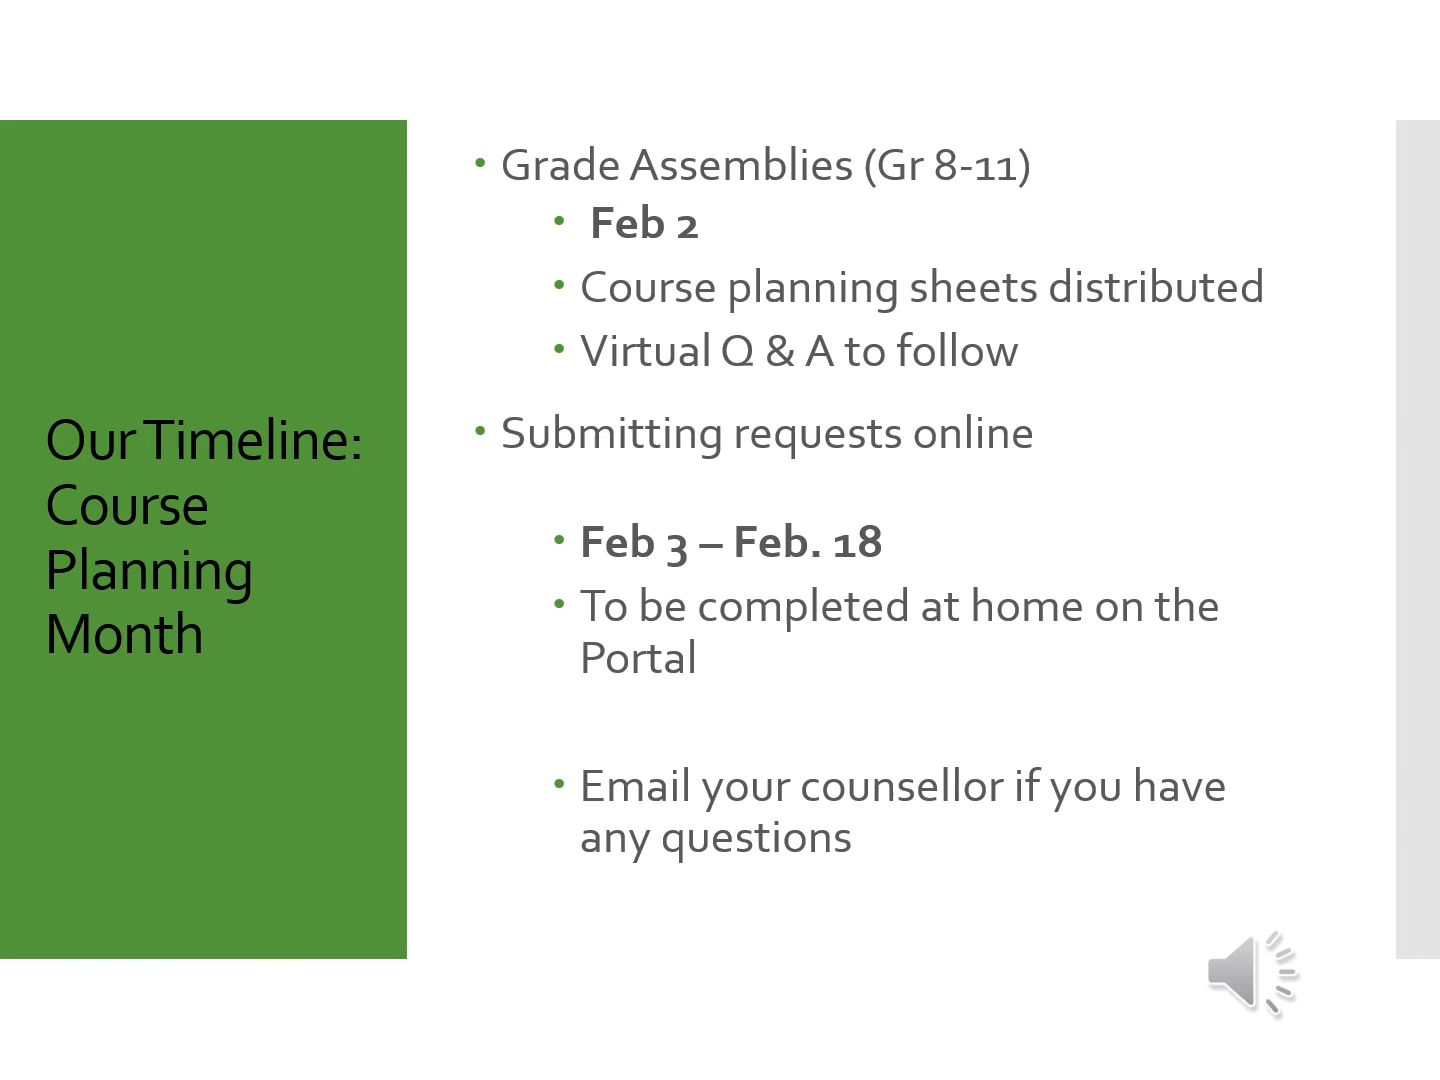 Our Timeline:
Course
Planning
Month
• Grade Assemblies (Gr 8-11)
• Feb 2
• Course planning sheets distributed
• Virtual Q & A to follow
• Submitting requests online
• Feb 3 – Feb. 18
• To be completed at home on the
Portal
• Email your counsellor if you have
any questions